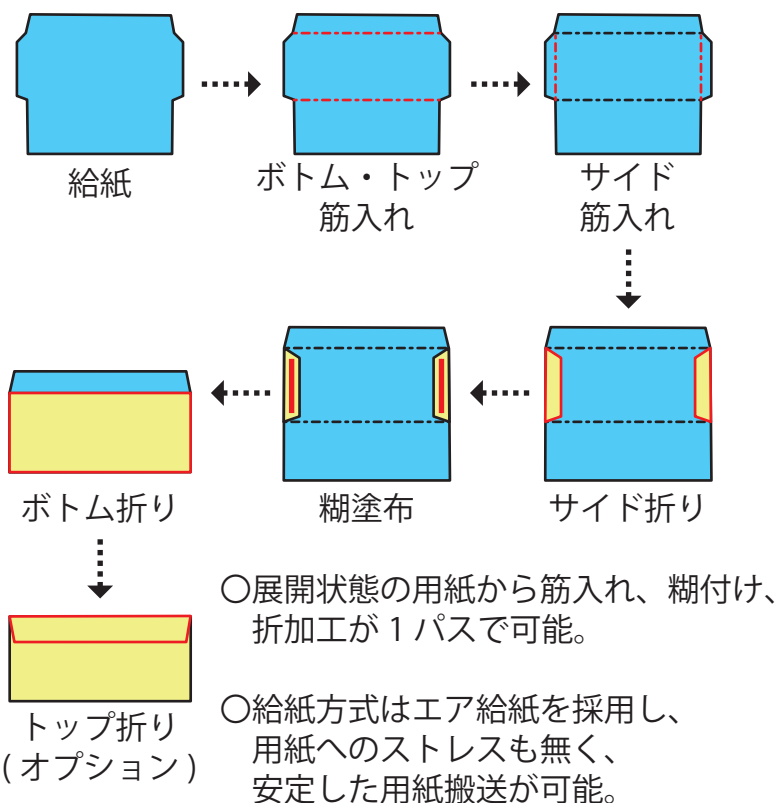 給紙
ボトム・トップ
筋入れ
サイド
筋入れ
ボトム折り
糊塗布
サイド折り
トップ折り
(オプション)
〇展開状態の用紙から筋入れ、糊付け、
折加工が1パスで可能。
〇給紙方式はエア給紙を採用し、
用紙へのストレスも無く、
安定した用紙搬送が可能。